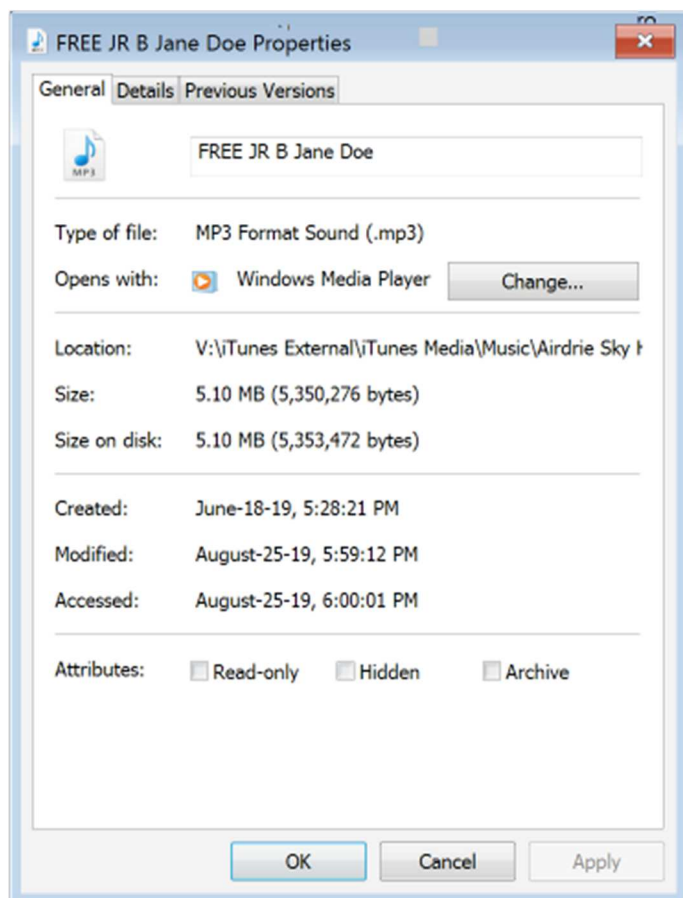 FREE JR B Jane Doe Properties
General Details Previous Versions
MP3
FREE JR B Jane Doe
Type of file: MP3 Format Sound (.mp3)
Opens with: Windows Media Player Change...
Location: V:\iTunes External\iTunes Media\Music\Airdrie Sky
Size: 5.10 MB (5,350,276 bytes)
Size on disk: 5.10 MB (5,353,472 bytes)
Created: June-18-19, 5:28:21 PM
Modified: August-25-19, 5:59:12 PM
Accessed: August-25-19, 6:00:01 PM
Attributes: Read-only Hidden Archive
OK Cancel Apply